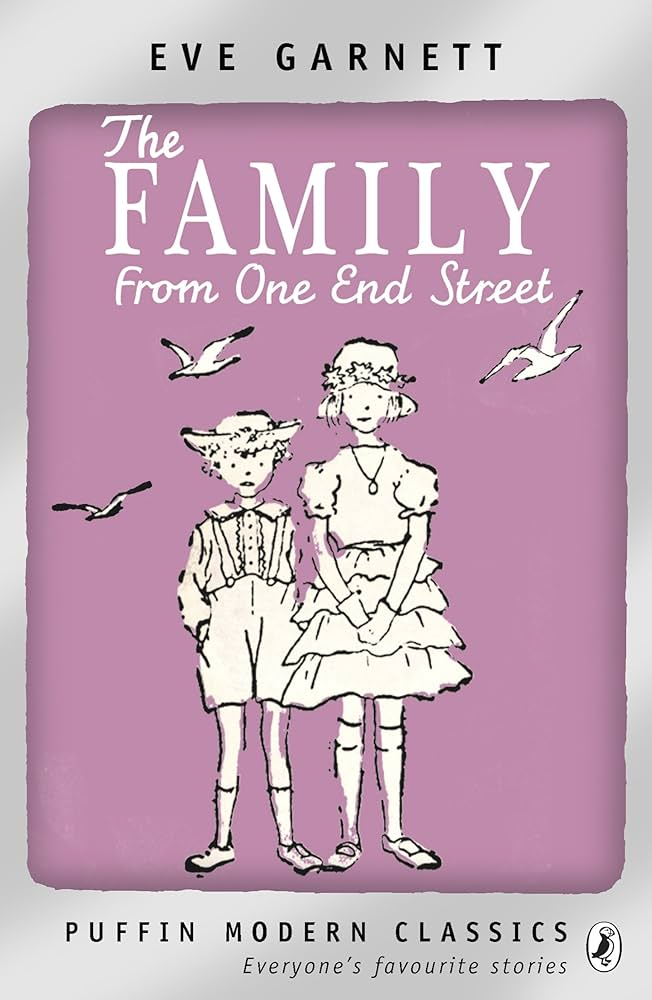 EVE GARNETT
The
FAMILY
From One End Street
PUFFIN MODERN CLASSICS
Everyone's favourite stories